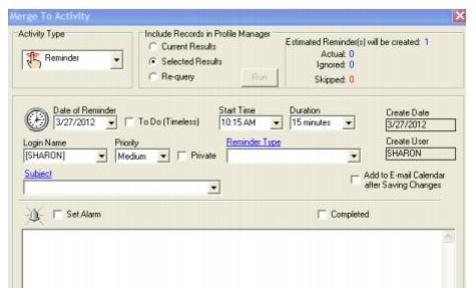 Merge To Activity
Activity Type
Reminder
Include Records in Profile Manager
Current Results
Selected Results
Re-query
Run
Estimated Reminder(s) will be created: 1
Actual: 0
Ignored: 0
Skipped: 0
Date of Reminder
3/27/2012
To Do (Timeless)
Start Time
10:15 AM
Duration
15 minutes
Create Date
3/27/2012
Login Name
[SHARON]
Priority
Medium
Private
Reminder Type
Create User
SHARON
Subject
Add to E-mail Calendar
after Saving Changes
Set Alarm
Completed